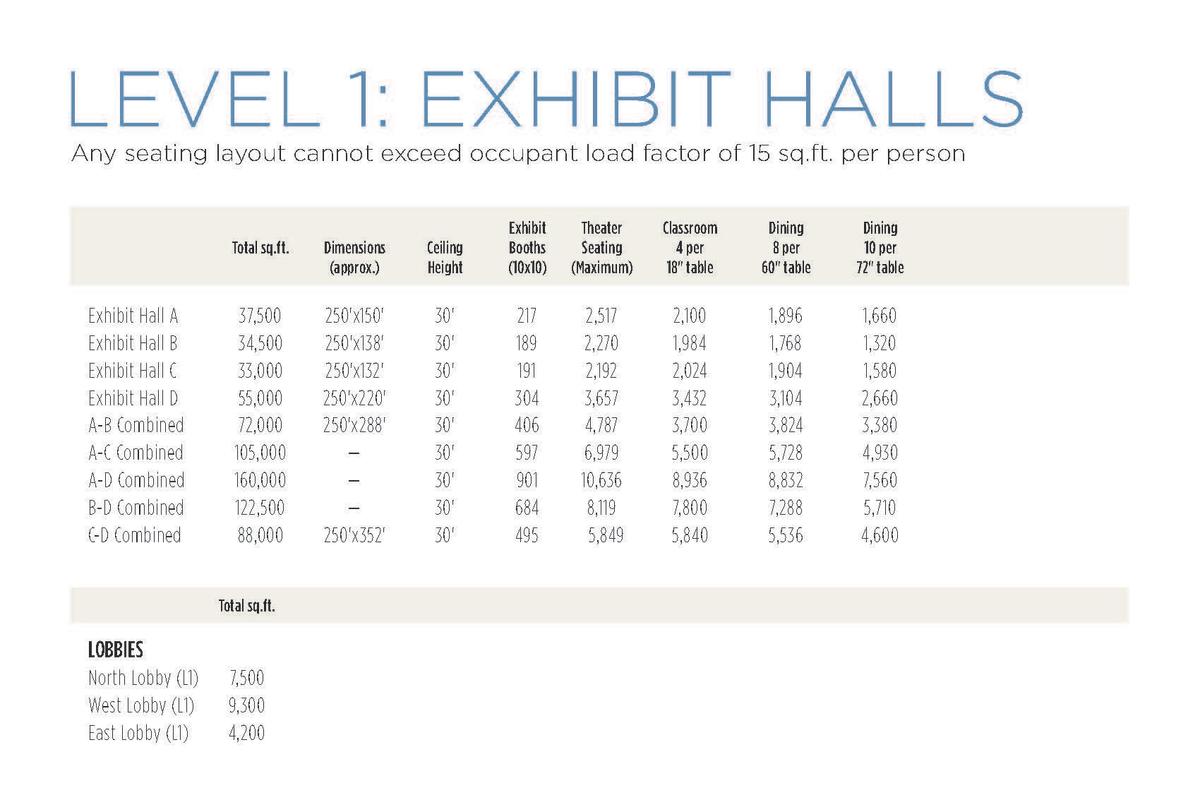 LEVEL 1: EXHIBIT HALLS
Any seating layout cannot exceed occupant load factor of 15 sq.ft. per person
Exhibit Theater Classroom Dining Dining
Total sq.ft. Dimensions Ceiling Booths Seating 4 per 8 per 10 per
(approx.) Height (10x10) (Maximum) 18" table 60" table 72" table
Exhibit Hall A 37,500 250'x150' 30' 217 2,517 2,100 1,896 1,660
Exhibit Hall B 34,500 250'x138' 30' 189 2,270 1,984 1,768 1,320
Exhibit Hall C 33,000 250'x132' 30' 191 2,192 2,024 1,904 1,580
Exhibit Hall D 55,000 250'x220' 30' 304 3,657 3,432 3,104 2,660
A-B Combined 72,000 250'x288' 30' 406 4,787 3,700 3,824 3,380
A-C Combined 105,000 – 30' 597 6,979 5,500 5,728 4,930
A-D Combined 160,000 – 30' 901 10,636 8,936 8,832 7,560
B-D Combined 122,500 – 30' 684 8,119 7,800 7,288 5,710
C-D Combined 88,000 250'x352' 30' 495 5,849 5,840 5,536 4,600
Total sq.ft.
LOBBIES
North Lobby (L1) 7,500
West Lobby (L1) 9,300
East Lobby (L1) 4,200